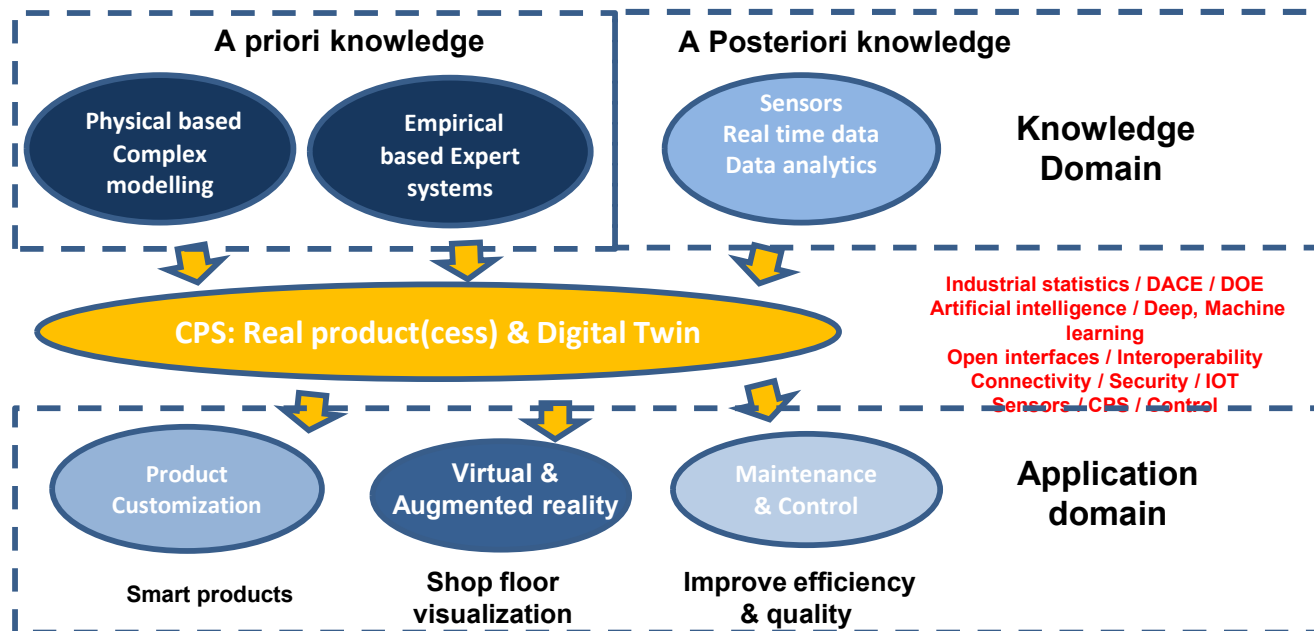 A priori knowledge
A Posteriori knowledge
Physical based
Complex
modelling
Empirical
based Expert
systems
Sensors
Real time data
Data analytics
Knowledge
Domain
CPS: Real product(cess) & Digital Twin
Industrial statistics / DACE / DOE
Artificial intelligence / Deep, Machine
learning
Open interfaces / Interoperability
Connectivity / Security / IOT
Sensors / CPS / Control
Product
Customization
Virtual &
Augmented reality
Maintenance
& Control
Application
domain
Smart products
Shop floor
visualization
Improve efficiency
& quality